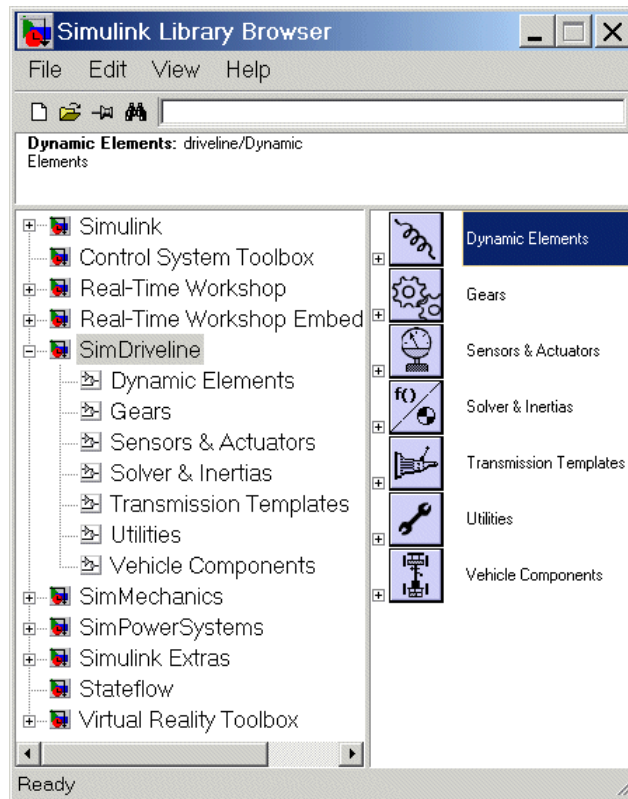 Simulink Library Browser
File Edit View Help
Dynamic Elements: driveline/Dynamic
Elements
Simulink
Control System Toolbox
Real-Time Workshop
Real-Time Workshop Embed
SimDriveline
Dynamic Elements
Gears
Sensors & Actuators
Solver & Inertias
Transmission Templates
Utilities
Vehicle Components
SimMechanics
SimPowerSystems
Simulink Extras
Stateflow
Virtual Reality Toolbox
Dynamic Elements
Gears
Sensors & Actuators
f()
Solver & Inertias
Transmission Templates
Utilities
Vehicle Components
Ready